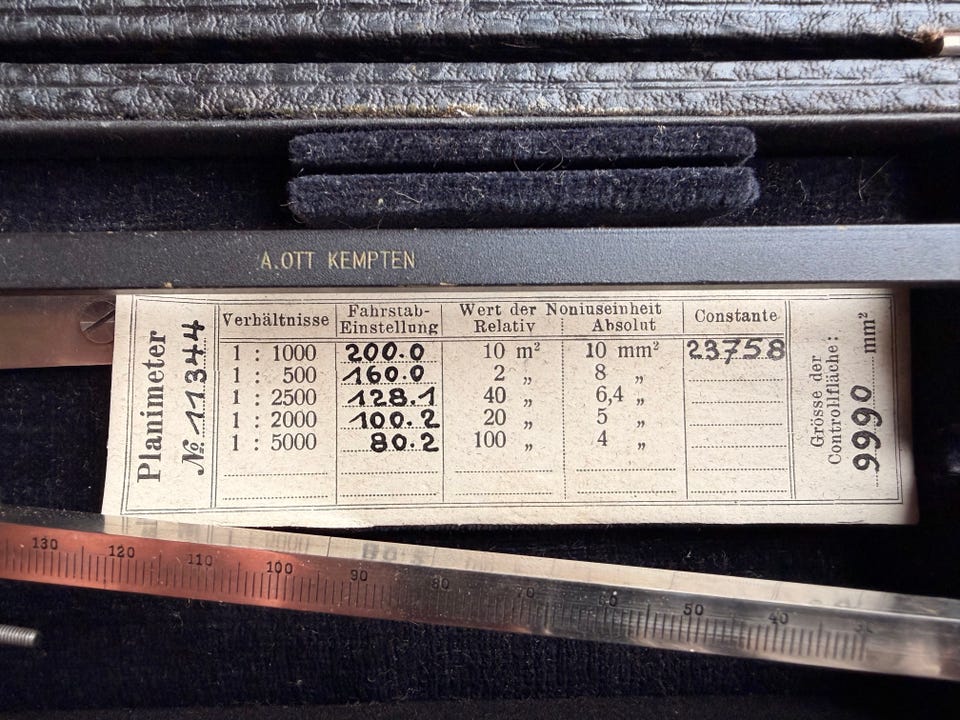 A.OTT KEMPTEN
Planimeter
No. 11344
Verhältnisse Fahrstab-Einstellung Wert der Noniuseinheit Relativ Absolut Constante
1 : 1000 200.0 10 m² 10 mm² 23758
1 : 500 160.0 2 „ 8 „
1 : 2500 128.1 40 „ 6,4 „
1 : 2000 100.2 20 „ 5 „
1 : 5000 80.2 100 „ 4 „
Grösse der
Controllfläche:
9990 mm²
130 120 110 100 90 80 70 60 50 40